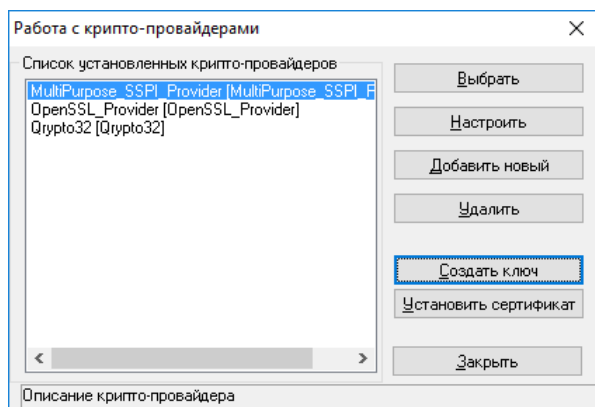 Работа с крипто-провайдерами
Список установленных крипто-провайдеров
MultiPurpose_SSPI_Provider [MultiPurpose_SSPI_P
OpenSSL_Provider [OpenSSL_Provider]
Qrypto32 [Qrypto32]
Выбрать
Настроить
Добавить новый
Удалить
Создать ключ
Установить сертификат
Закрыть
Описание крипто-провайдера